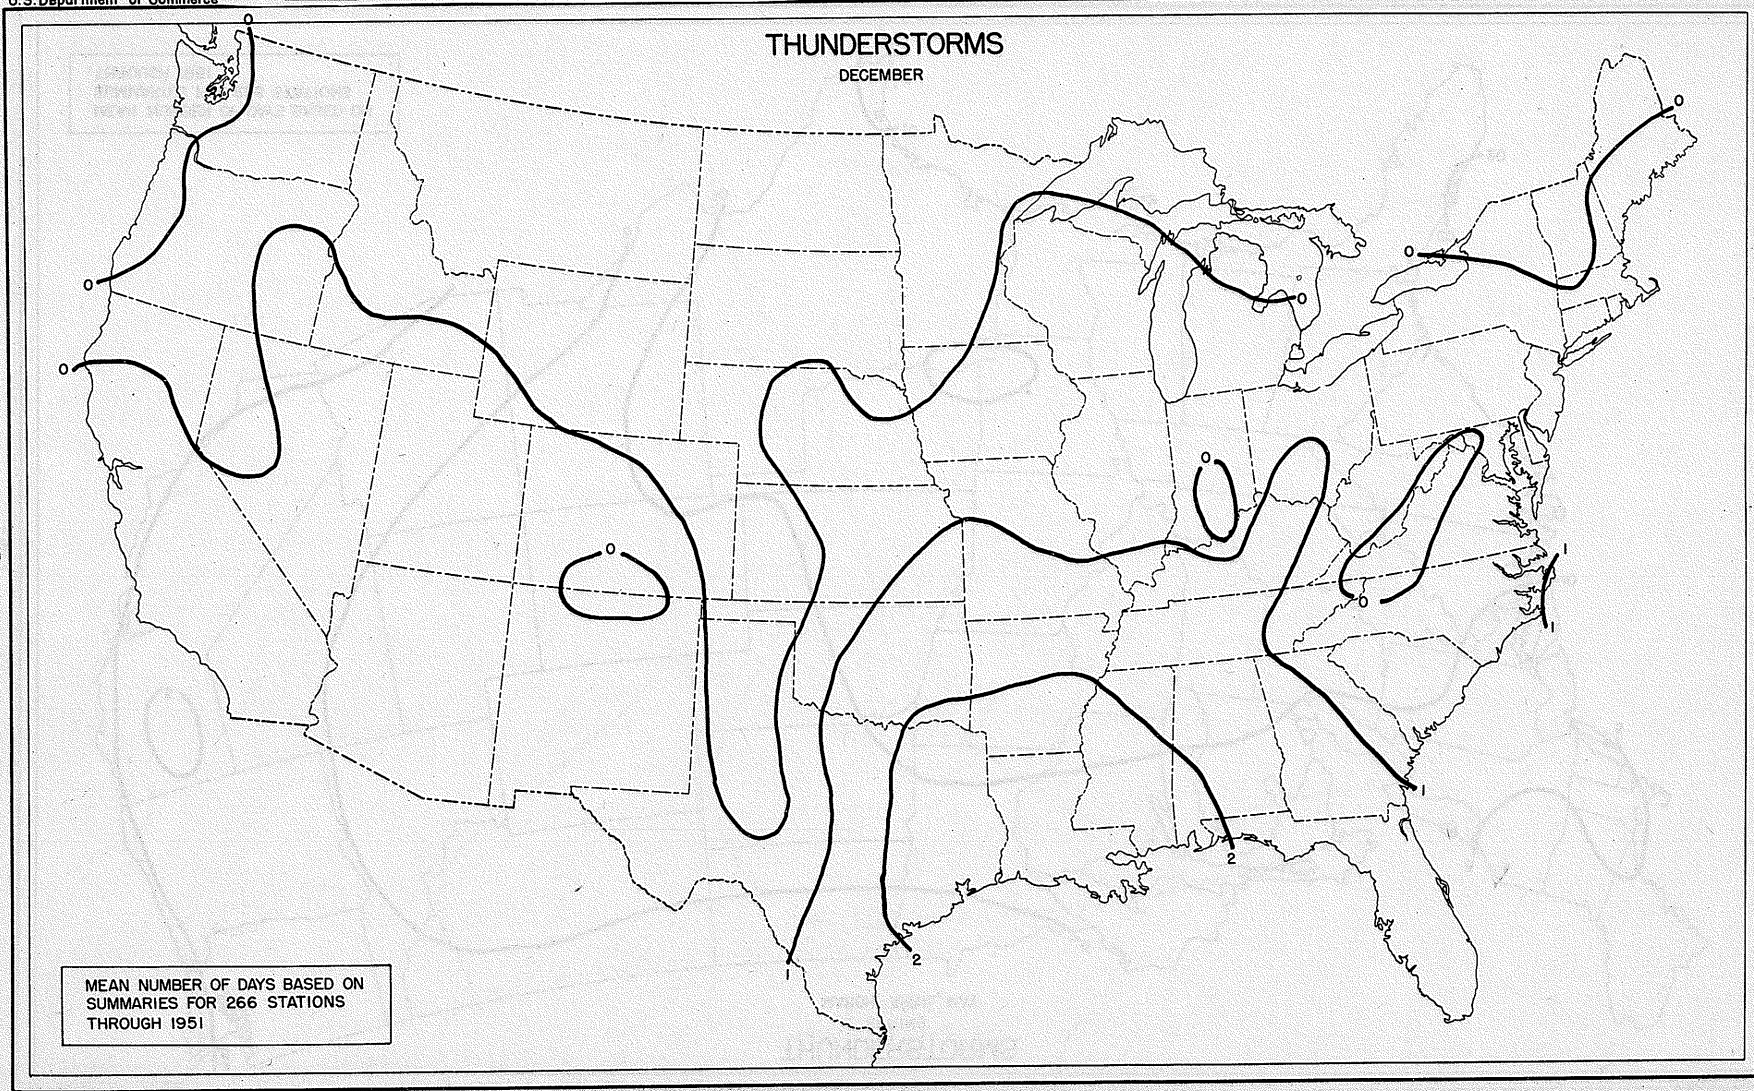 U.S. Department of Commerce
THUNDERSTORMS
DECEMBER
0
0
0
0
0
0
0
0
0
1
1
1
2
1
2
MEAN NUMBER OF DAYS BASED ON
SUMMARIES FOR 266 STATIONS
THROUGH 1951